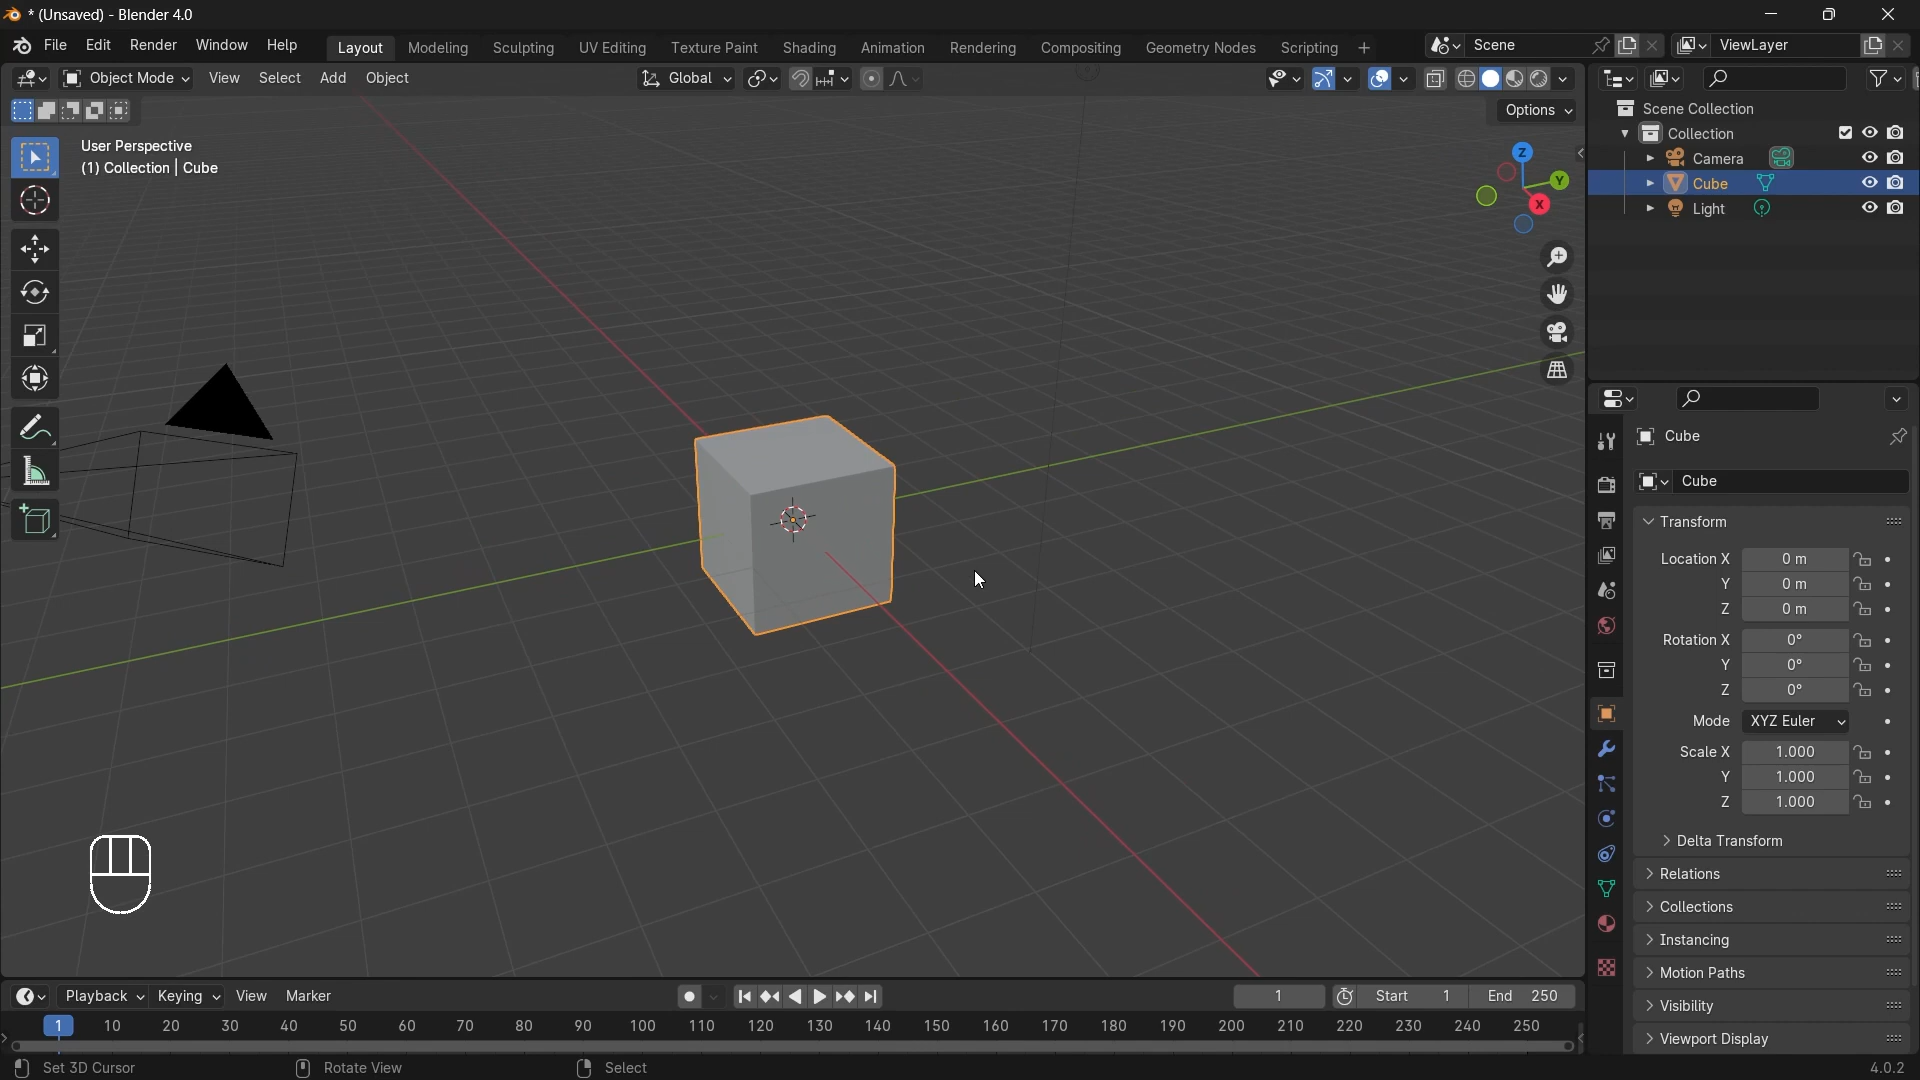 * (Unsaved) - Blender 4.0
File Edit Render Window Help Layout Modeling Sculpting UV Editing Texture Paint Shading Animation Rendering Compositing Geometry Nodes Scripting + Scene ViewLayer
Object Mode View Select Add Object Global
Options
User Perspective
(1) Collection | Cube
Z
Y
X
Scene Collection
Collection
Camera
Cube
Light
Cube
Cube
Transform
Location X 0 m
Y 0 m
Z 0 m
Rotation X 0°
Y 0°
Z 0°
Mode XYZ Euler
Scale X 1.000
Y 1.000
Z 1.000
Delta Transform
Relations
Collections
Instancing
Motion Paths
Visibility
Viewport Display
Playback Keying View Marker 1 Start 1 End 250
1 10 20 30 40 50 60 70 80 90 100 110 120 130 140 150 160 170 180 190 200 210 220 230 240 250
Set 3D Cursor Rotate View Select 4.0.2